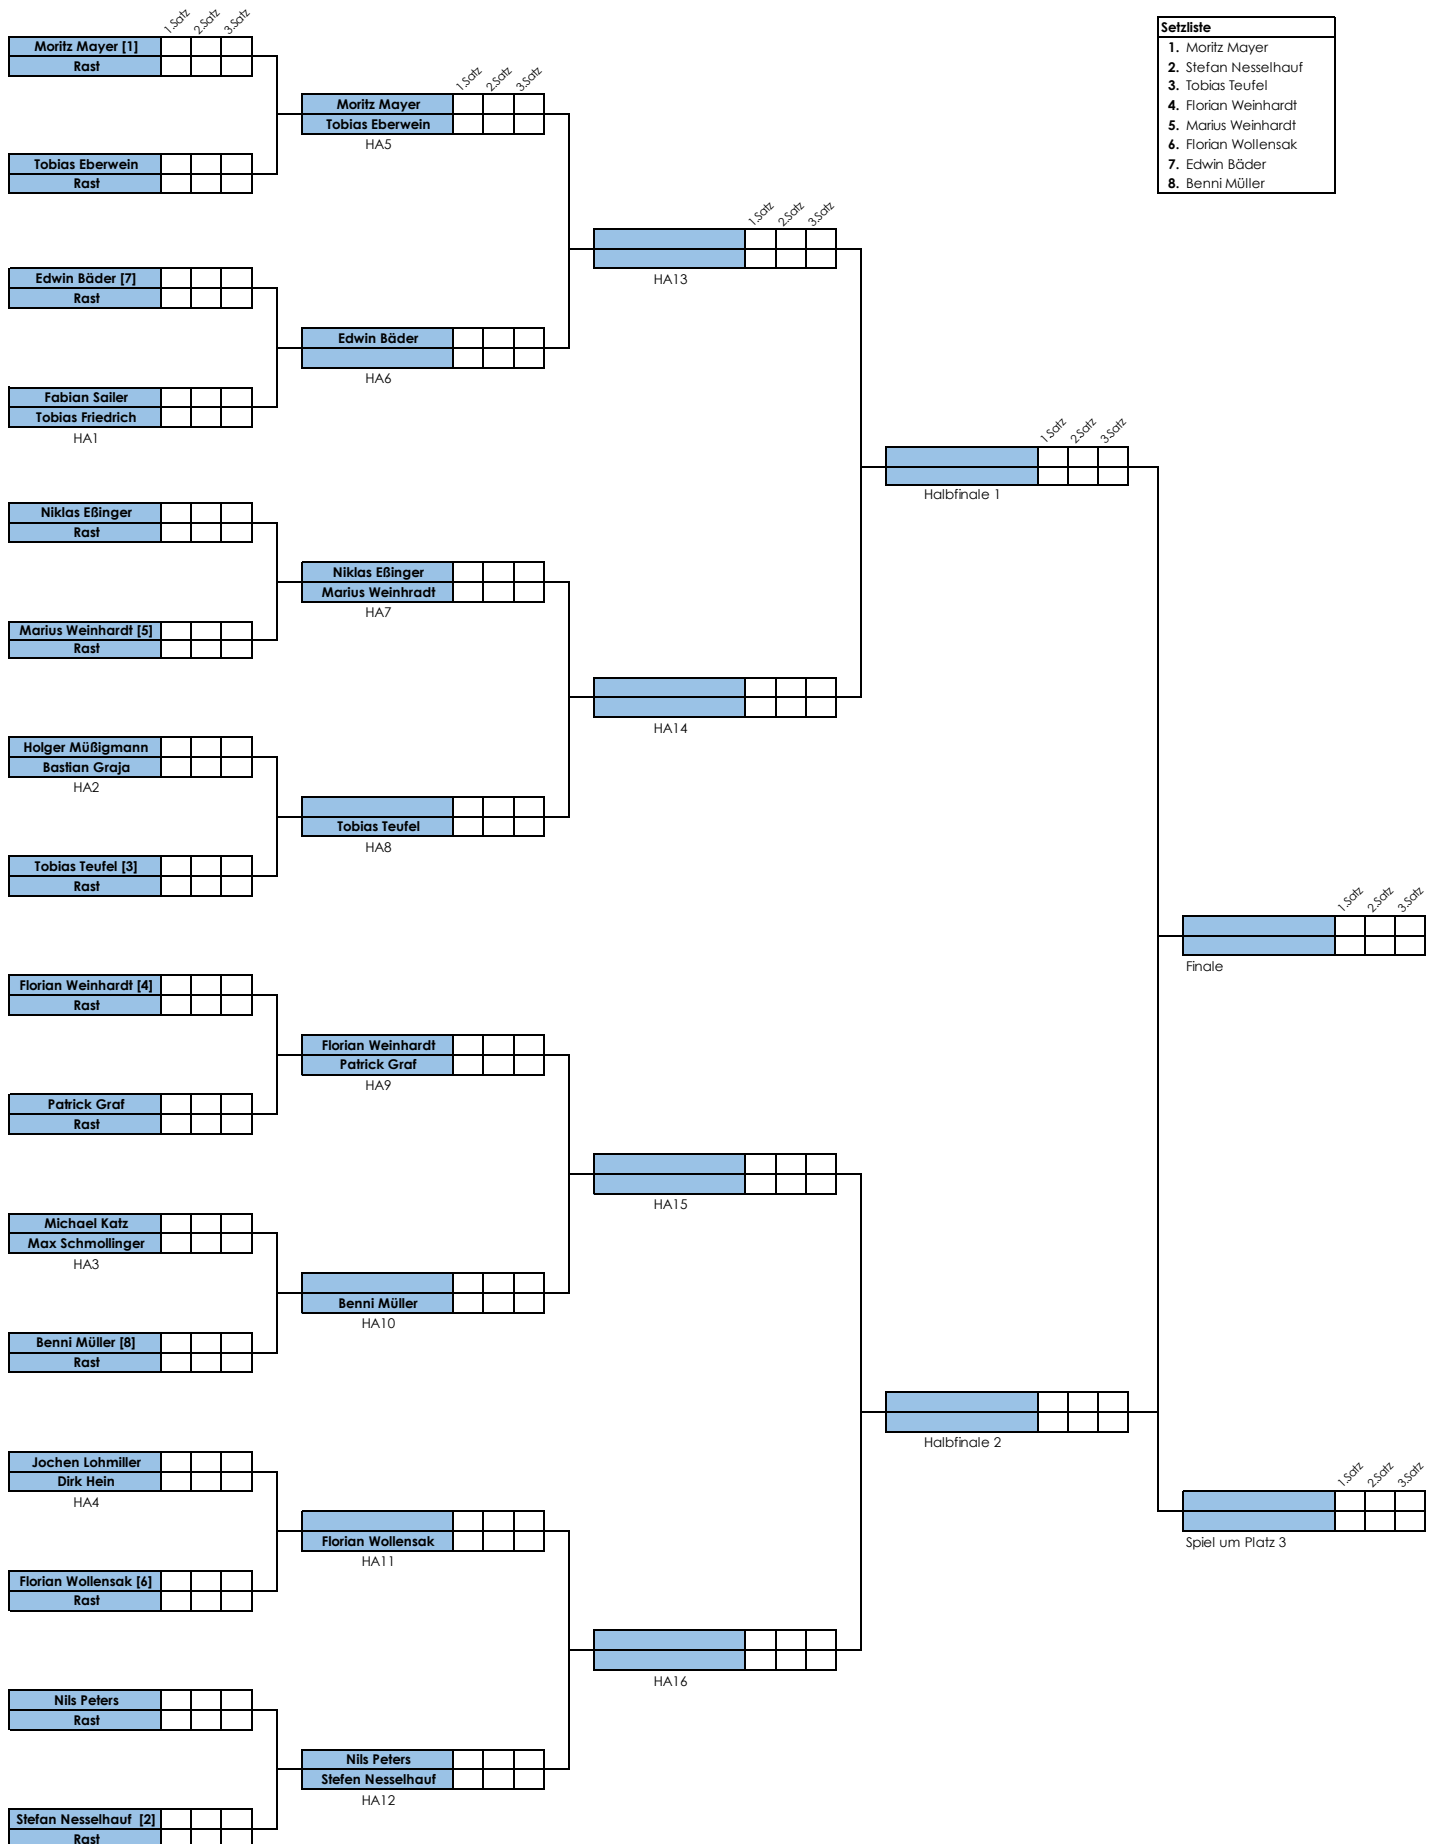 1.Satz 2.Satz 3.Satz
Moritz Mayer [1]
Rast
Tobias Eberwein
Rast
Edwin Bäder [7]
Rast
Fabian Sailer
Tobias Friedrich
HA1
Niklas Eßinger
Rast
Marius Weinhardt [5]
Rast
Holger Müßigmann
Bastian Graja
HA2
Tobias Teufel [3]
Rast
Florian Weinhardt [4]
Rast
Patrick Graf
Rast
Michael Katz
Max Schmollinger
HA3
Benni Müller [8]
Rast
Jochen Lohmiller
Dirk Hein
HA4
Florian Wollensak [6]
Rast
Nils Peters
Rast
Stefan Nesselhauf [2]
Rast
1.Satz 2.Satz 3.Satz
Moritz Mayer
Tobias Eberwein
HA5
Edwin Bäder
HA6
Niklas Eßinger
Marius Weinhradt
HA7
Tobias Teufel
HA8
Florian Weinhardt
Patrick Graf
HA9
Benni Müller
HA10
Florian Wollensak
HA11
Nils Peters
Stefen Nesselhauf
HA12
1.Satz 2.Satz 3.Satz
HA13
HA14
HA15
HA16
1.Satz 2.Satz 3.Satz
Halbfinale 1
Halbfinale 2
Setzliste
1. Moritz Mayer
2. Stefan Nesselhauf
3. Tobias Teufel
4. Florian Weinhardt
5. Marius Weinhardt
6. Florian Wollensak
7. Edwin Bäder
8. Benni Müller
1.Satz 2.Satz 3.Satz
Finale
1.Satz 2.Satz 3.Satz
Spiel um Platz 3